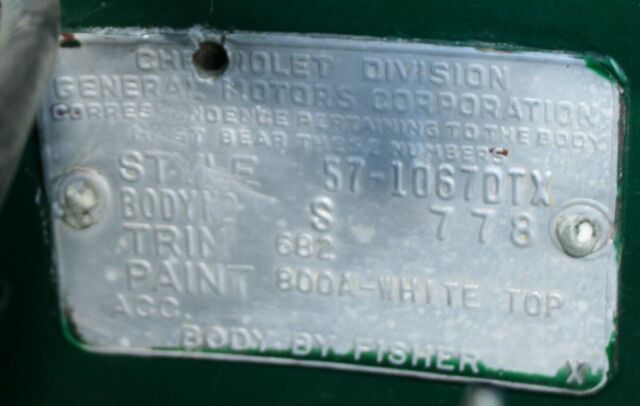 CHEVROLET DIVISION
GENERAL MOTORS CORPORATION
CORRESPONDENCE PERTAINING TO THE BODY
MUST BEAR THESE NUMBERS
STYLE 57-1067DTX
BODY NO S 778
TRIM 682
PAINT 800A-WHITE TOP
ACC.
BODY BY FISHER X